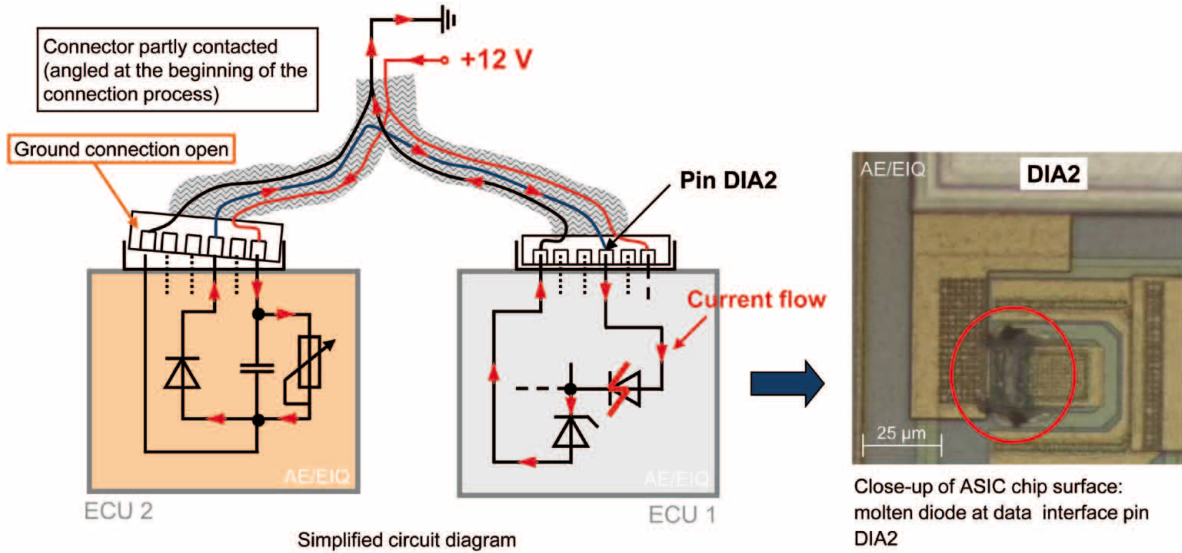 Connector partly contacted
(angled at the beginning of the
connection process)
+12 V
Ground connection open
Pin DIA2
AE/EIQ
DIA2
Current flow
25 µm
AE/EIQ
AE/EIQ
ECU 2
ECU 1
Simplified circuit diagram
Close-up of ASIC chip surface:
molten diode at data interface pin
DIA2